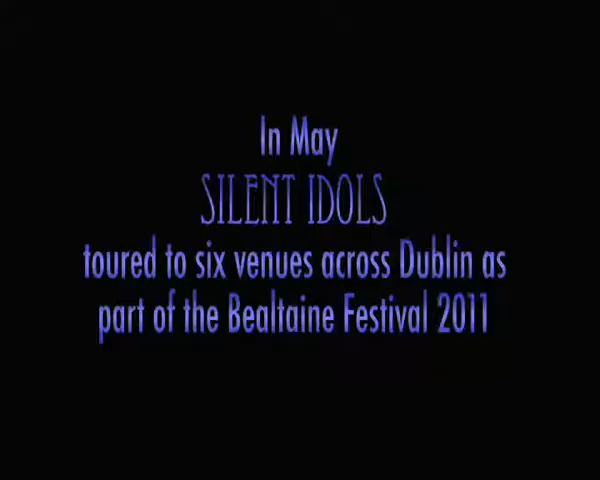 In May
SILENT IDOLS
toured to six venues across Dublin as
part of the Bealtaine Festival 2011